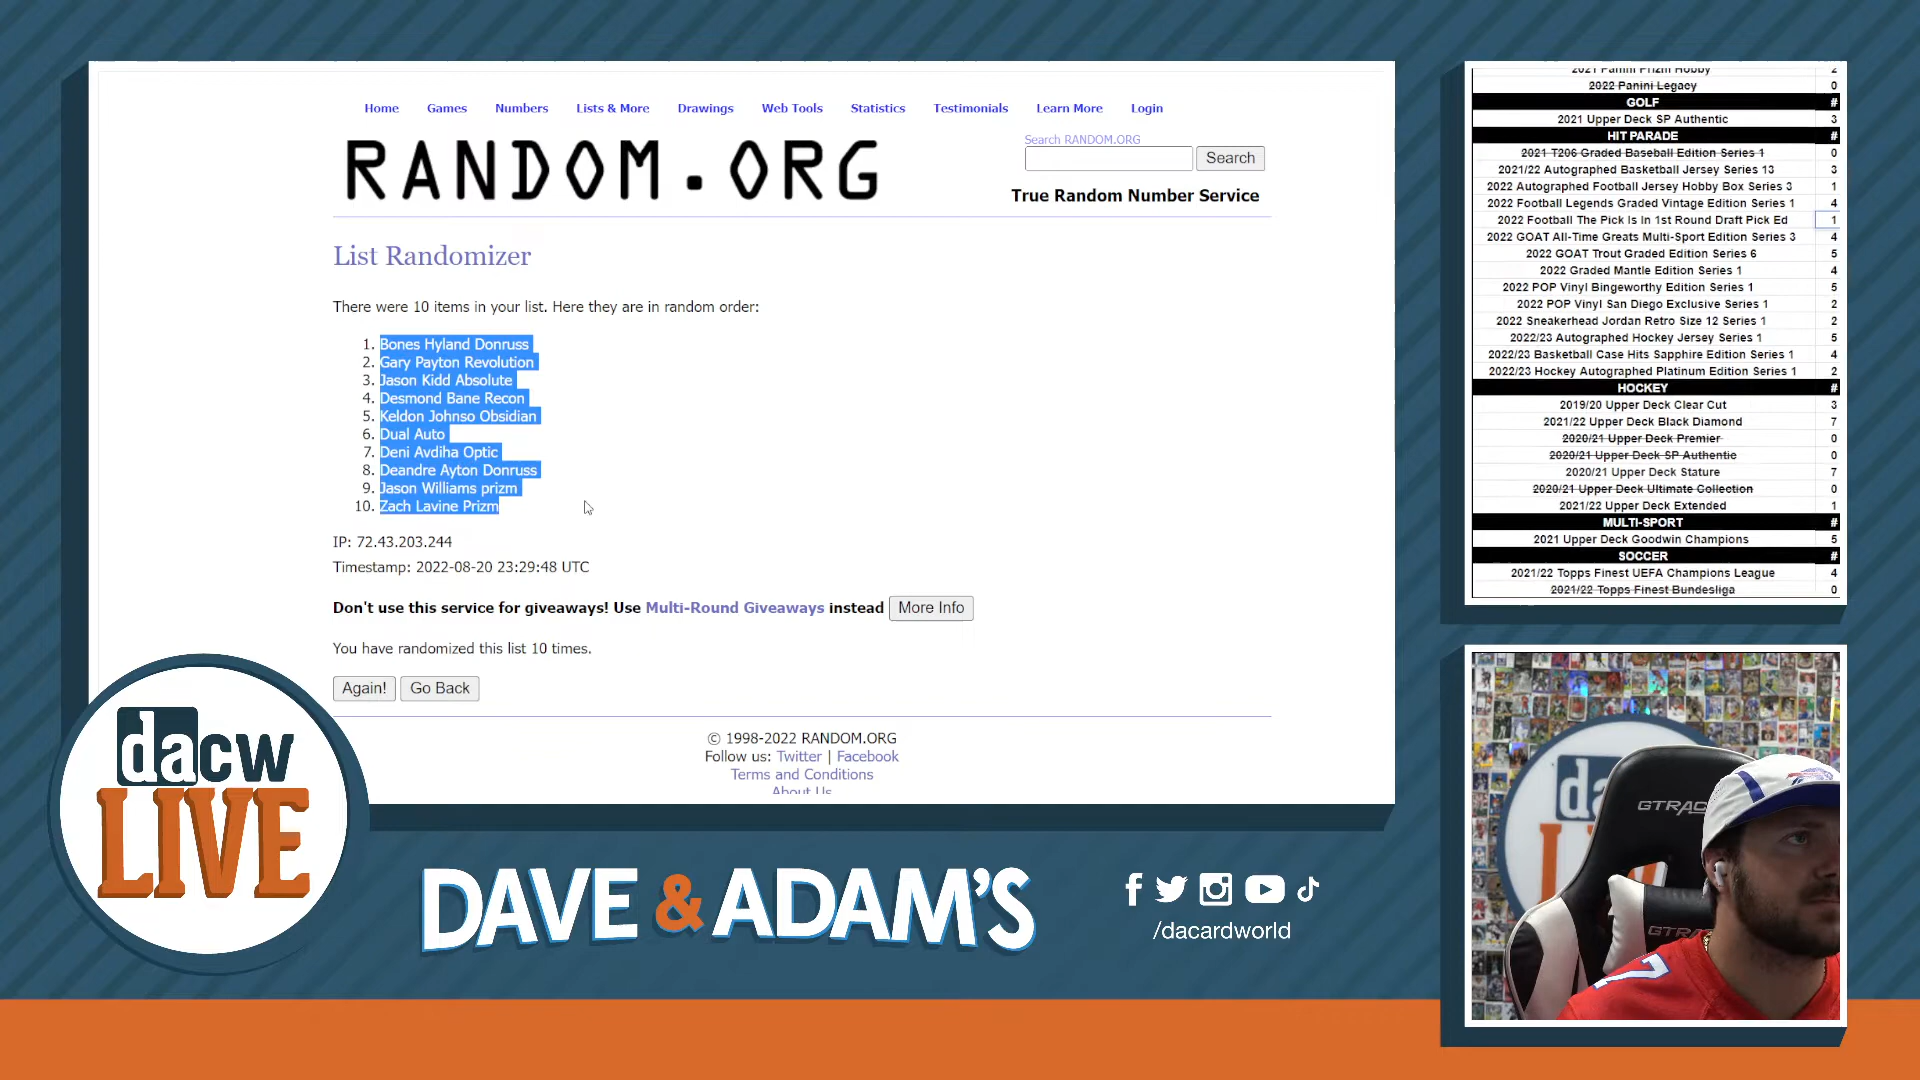 Home Games Numbers Lists & More Drawings Web Tools Statistics Testimonials Learn More Login
RANDOM.ORG
Search RANDOM.ORG
Search
True Random Number Service
List Randomizer
There were 10 items in your list. Here they are in random order:
1. Bones Hyland Donruss
2. Gary Payton Revolution
3. Jason Kidd Absolute
4. Desmond Bane Recon
5. Keldon Johnso Obsidian
6. Dual Auto
7. Deni Avdiha Optic
8. Deandre Ayton Donruss
9. Jason Williams prizm
10. Zach Lavine Prizm
IP: 72.43.203.244
Timestamp: 2022-08-20 23:29:48 UTC
Don't use this service for giveaways! Use Multi-Round Giveaways instead More Info
You have randomized this list 10 times.
Again! Go Back
© 1998-2022 RANDOM.ORG
Follow us: Twitter | Facebook
Terms and Conditions
About Us
2021 Panini Prizm Hobby 2
2022 Panini Legacy 0
GOLF #
2021 Upper Deck SP Authentic 3
HIT PARADE #
2021 T206 Graded Baseball Edition Series 1 0
2021/22 Autographed Basketball Jersey Series 13 3
2022 Autographed Football Jersey Hobby Box Series 3 1
2022 Football Legends Graded Vintage Edition Series 1 4
2022 Football The Pick Is In 1st Round Draft Pick Ed 1
2022 GOAT All-Time Greats Multi-Sport Edition Series 3 4
2022 GOAT Trout Graded Edition Series 6 5
2022 Graded Mantle Edition Series 1 4
2022 POP Vinyl Bingeworthy Edition Series 1 5
2022 POP Vinyl San Diego Exclusive Series 1 2
2022 Sneakerhead Jordan Retro Size 12 Series 1 2
2022/23 Autographed Hockey Jersey Series 1 5
2022/23 Basketball Case Hits Sapphire Edition Series 1 4
2022/23 Hockey Autographed Platinum Edition Series 1 2
HOCKEY #
2019/20 Upper Deck Clear Cut 3
2021/22 Upper Deck Black Diamond 7
2020/21 Upper Deck Premier 0
2020/21 Upper Deck SP Authentic 0
2020/21 Upper Deck Stature 7
2020/21 Upper Deck Ultimate Collection 0
2021/22 Upper Deck Extended 1
MULTI-SPORT #
2021 Upper Deck Goodwin Champions 5
SOCCER #
2021/22 Topps Finest UEFA Champions League 4
2021/22 Topps Finest Bundesliga 0
dacw
LIVE
DAVE & ADAM'S
/dacardworld
da
GTRAC
GTRA
7